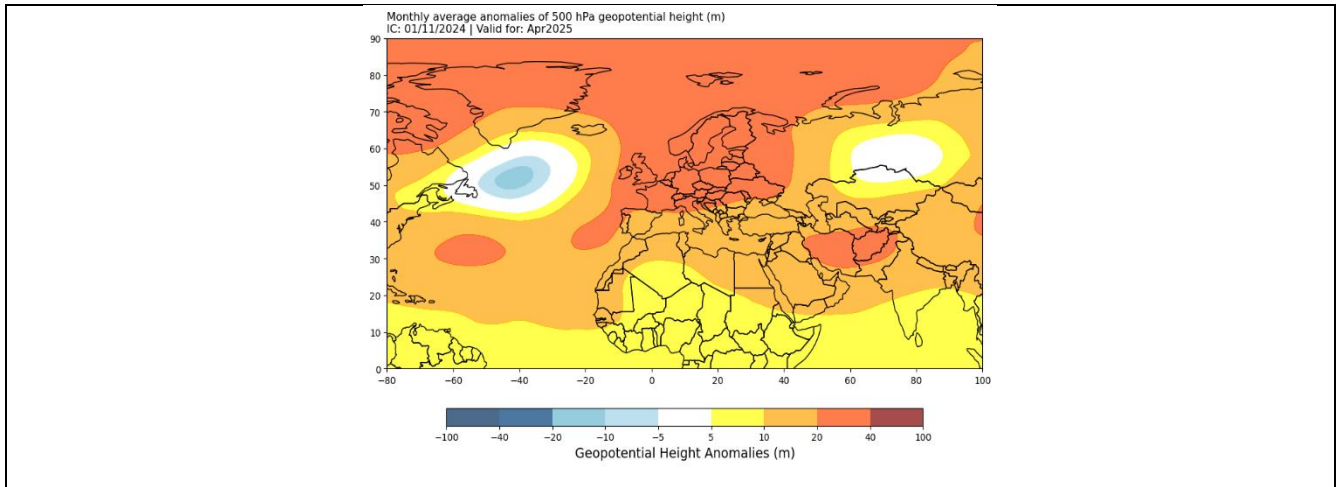 Monthly average anomalies of 500 hPa geopotential height (m)
IC: 01/11/2024 | Valid for: Apr2025
90
80
70
60
50
40
30
20
10
0
−80 −60 −40 −20 0 20 40 60 80 100
−100 −40 −20 −10 −5 5 10 20 40 100
Geopotential Height Anomalies (m)